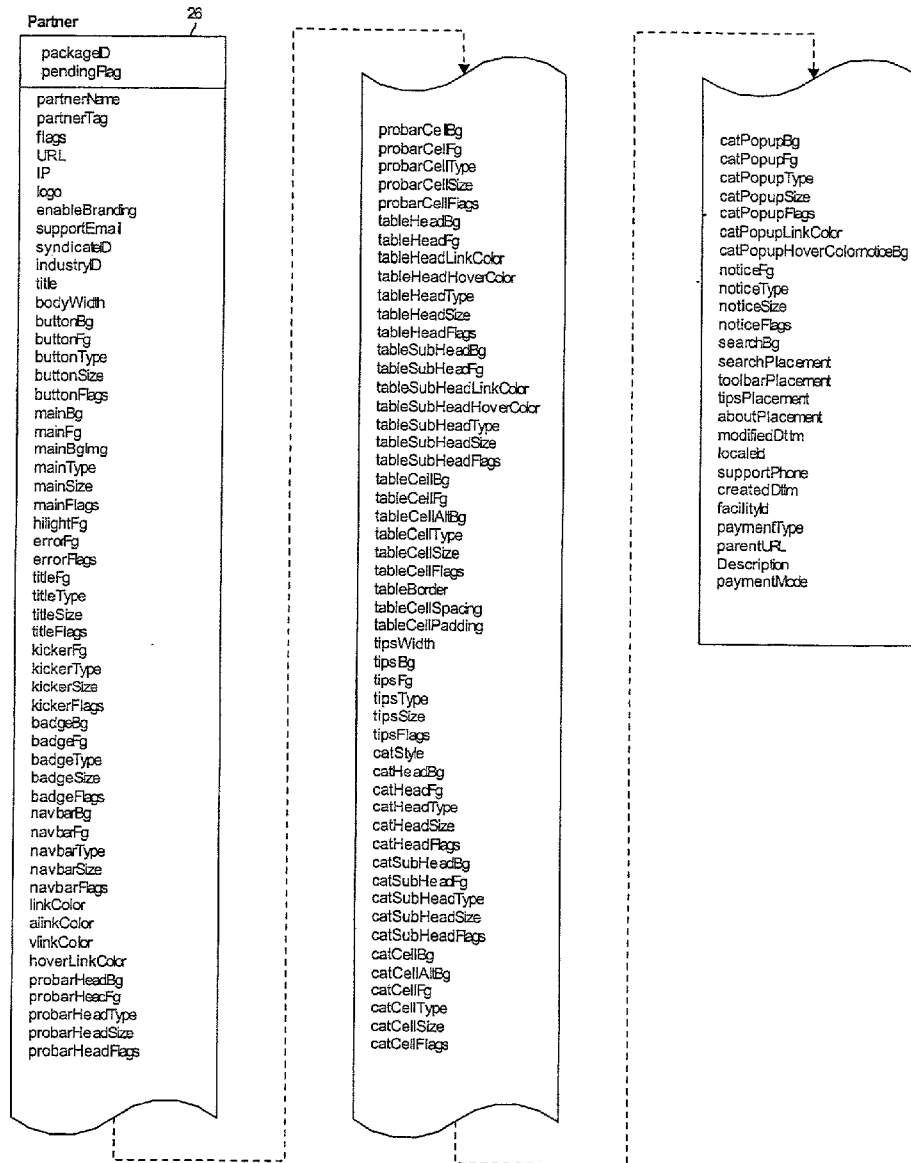 Partner
26
packageID
pendingFlag
partnerName
partnerTag
flags
URL
IP
logo
enableBranding
supportEmail
syndicateID
industryID
title
bodyWidth
buttonBg
buttonFg
buttonType
buttonSize
buttonFlags
mainBg
mainFg
mainBgImg
mainType
mainSize
mainFlags
hilightFg
errorFg
errorFlags
titleFg
titleType
titleSize
titleFlags
kickerFg
kickerType
kickerSize
kickerFlags
badgeBg
badgeFg
badgeType
badgeSize
badgeFlags
navbarBg
navbarFg
navbarType
navbarSize
navbarFlags
linkColor
alinkColor
vlinkColor
hoverLinkColor
probarHeadBg
probarHeadFg
probarHeadType
probarHeadSize
probarHeadFlags
probarCellBg
probarCellFg
probarCellType
probarCellSize
probarCellFlags
tableHeadBg
tableHeadFg
tableHeadLinkColor
tableHeadHoverColor
tableHeadType
tableHeadSize
tableHeadFlags
tableSubHeadBg
tableSubHeadFg
tableSubHeadLinkColor
tableSubHeadHoverColor
tableSubHeadType
tableSubHeadSize
tableSubHeadFlags
tableCellBg
tableCellFg
tableCellAltBg
tableCellType
tableCellSize
tableCellFlags
tableBorder
tableCellSpacing
tableCellPadding
tipsWidth
tipsBg
tipsFg
tipsType
tipsSize
tipsFlags
catStyle
catHeadBg
catHeadFg
catHeadType
catHeadSize
catHeadFlags
catSubHeadBg
catSubHeadFg
catSubHeadType
catSubHeadSize
catSubHeadFlags
catCellBg
catCellAltBg
catCellFg
catCellType
catCellSize
catCellFlags
catPopupBg
catPopupFg
catPopupType
catPopupSize
catPopupFlags
catPopupLinkColor
catPopupHoverColornoticeBg
noticeFg
noticeType
noticeSize
noticeFlags
searchBg
searchPlacement
toolbarPlacement
tipsPlacement
aboutPlacement
modifiedDttm
localeId
supportPhone
createdDttm
facilityId
paymentType
parentURL
Description
paymentMode